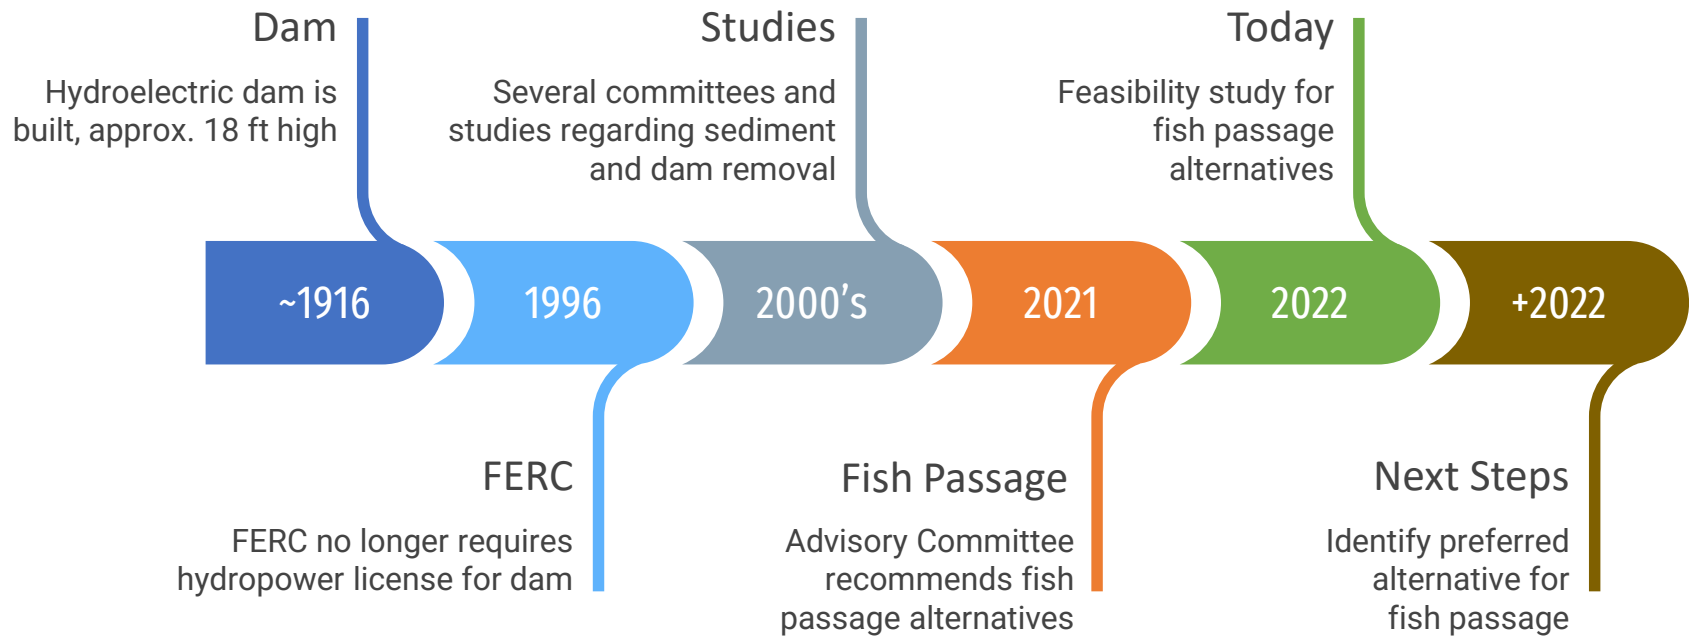 Dam
Hydroelectric dam is
built, approx. 18 ft high
Studies
Several committees and
studies regarding sediment
and dam removal
Today
Feasibility study for
fish passage
alternatives
~1916
1996
2000's
2021
2022
+2022
FERC
FERC no longer requires
hydropower license for dam
Fish Passage
Advisory Committee
recommends fish
passage alternatives
Next Steps
Identify preferred
alternative for
fish passage